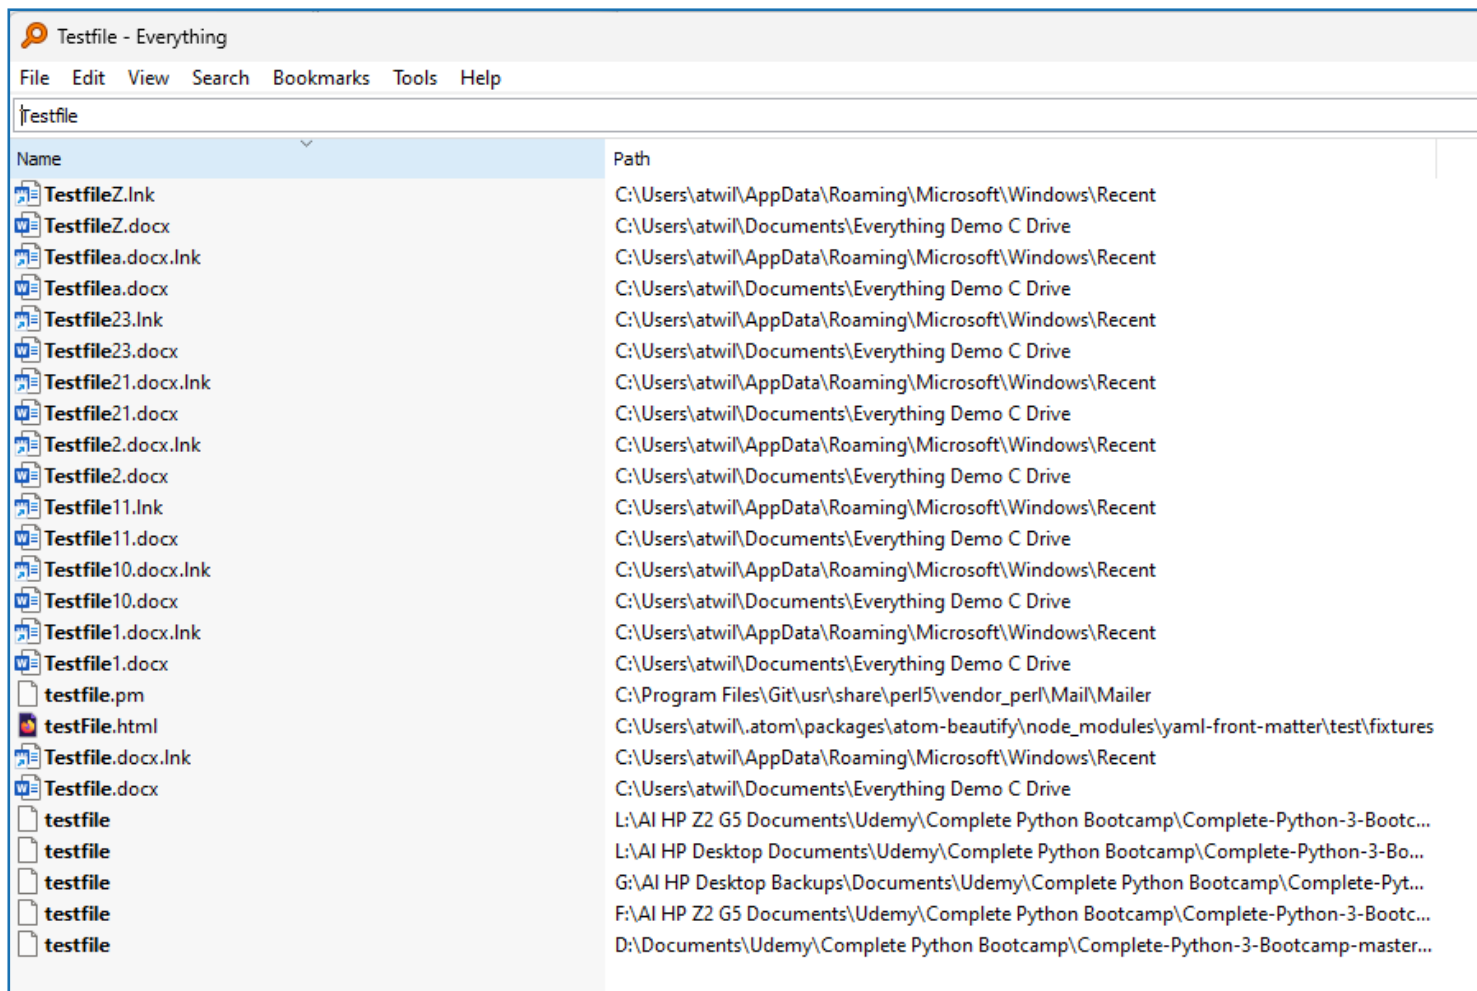 Testfile - Everything
File Edit View Search Bookmarks Tools Help
Testfile
Name Path
TestfileZ.lnk C:\Users\atwil\AppData\Roaming\Microsoft\Windows\Recent
TestfileZ.docx C:\Users\atwil\Documents\Everything Demo C Drive
Testfilea.docx.lnk C:\Users\atwil\AppData\Roaming\Microsoft\Windows\Recent
Testfilea.docx C:\Users\atwil\Documents\Everything Demo C Drive
Testfile23.lnk C:\Users\atwil\AppData\Roaming\Microsoft\Windows\Recent
Testfile23.docx C:\Users\atwil\Documents\Everything Demo C Drive
Testfile21.docx.lnk C:\Users\atwil\AppData\Roaming\Microsoft\Windows\Recent
Testfile21.docx C:\Users\atwil\Documents\Everything Demo C Drive
Testfile2.docx.lnk C:\Users\atwil\AppData\Roaming\Microsoft\Windows\Recent
Testfile2.docx C:\Users\atwil\Documents\Everything Demo C Drive
Testfile11.lnk C:\Users\atwil\AppData\Roaming\Microsoft\Windows\Recent
Testfile11.docx C:\Users\atwil\Documents\Everything Demo C Drive
Testfile10.docx.lnk C:\Users\atwil\AppData\Roaming\Microsoft\Windows\Recent
Testfile10.docx C:\Users\atwil\Documents\Everything Demo C Drive
Testfile1.docx.lnk C:\Users\atwil\AppData\Roaming\Microsoft\Windows\Recent
Testfile1.docx C:\Users\atwil\Documents\Everything Demo C Drive
testfile.pm C:\Program Files\Git\usr\share\perl5\vendor_perl\Mail\Mailer
testFile.html C:\Users\atwil\.atom\packages\atom-beautify\node_modules\yaml-front-matter\test\fixtures
Testfile.docx.lnk C:\Users\atwil\AppData\Roaming\Microsoft\Windows\Recent
Testfile.docx C:\Users\atwil\Documents\Everything Demo C Drive
testfile L:\AI HP Z2 G5 Documents\Udemy\Complete Python Bootcamp\Complete-Python-3-Bootc...
testfile L:\AI HP Desktop Documents\Udemy\Complete Python Bootcamp\Complete-Python-3-Bo...
testfile G:\AI HP Desktop Backups\Documents\Udemy\Complete Python Bootcamp\Complete-Pyt...
testfile F:\AI HP Z2 G5 Documents\Udemy\Complete Python Bootcamp\Complete-Python-3-Bootc...
testfile D:\Documents\Udemy\Complete Python Bootcamp\Complete-Python-3-Bootcamp-master...